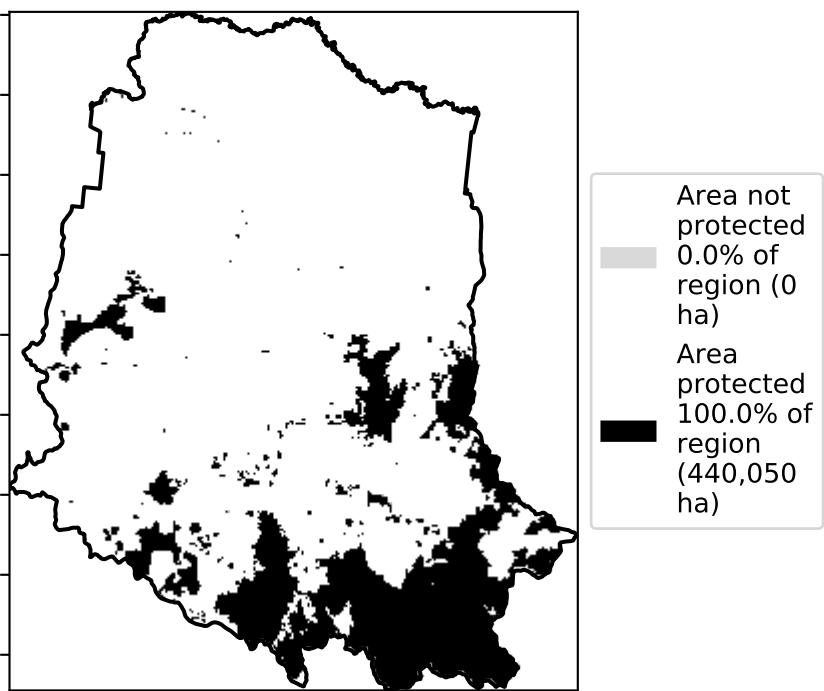 Area not
protected
0.0% of
region (0
ha)
Area
protected
100.0% of
region
(440,050
ha)